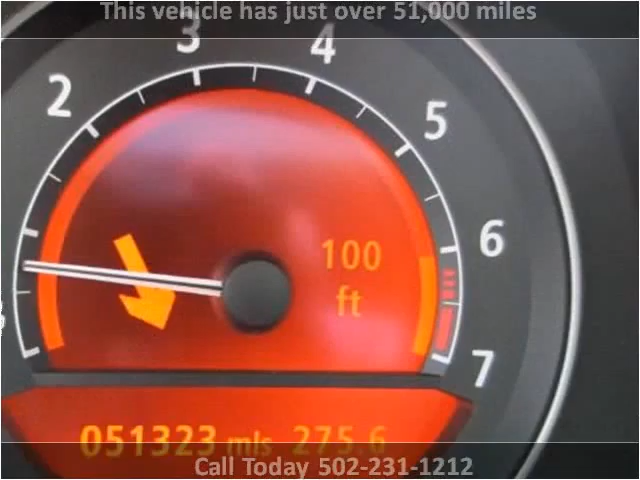 This vehicle has just over 51,000 miles
3
4
2
5
6
100
ft
7
051323 mls 275.6
Call Today 502-231-1212